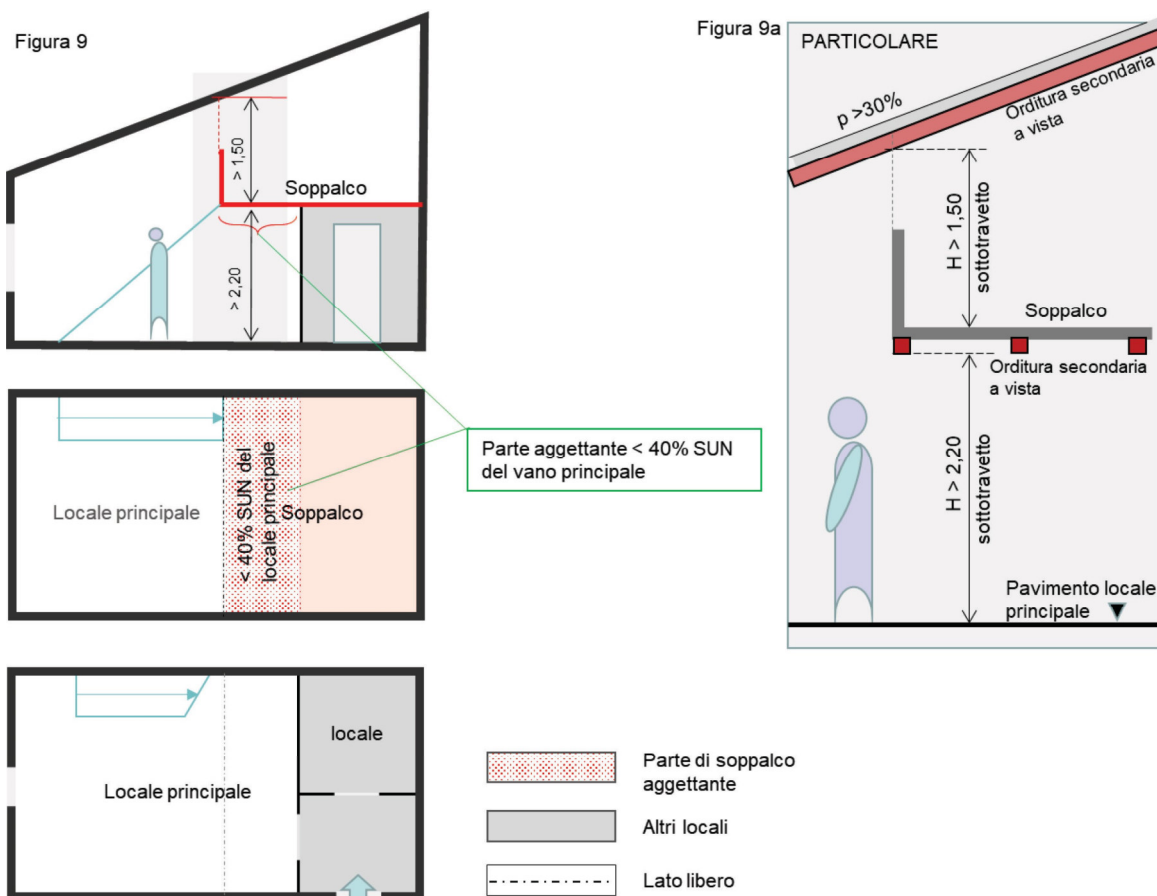 Figura 9
> 1,50
Soppalco
> 2,20
Locale principale
< 40% SUN del
locale principale
Soppalco
Parte aggettante < 40% SUN
del vano principale
Locale principale
locale
Parte di soppalco
aggettante
Altri locali
Lato libero
Figura 9a
PARTICOLARE
p >30%
Orditura secondaria
a vista
H > 1,50
sottotravetto
Soppalco
Orditura secondaria
a vista
H > 2,20
sottotravetto
Pavimento locale
principale